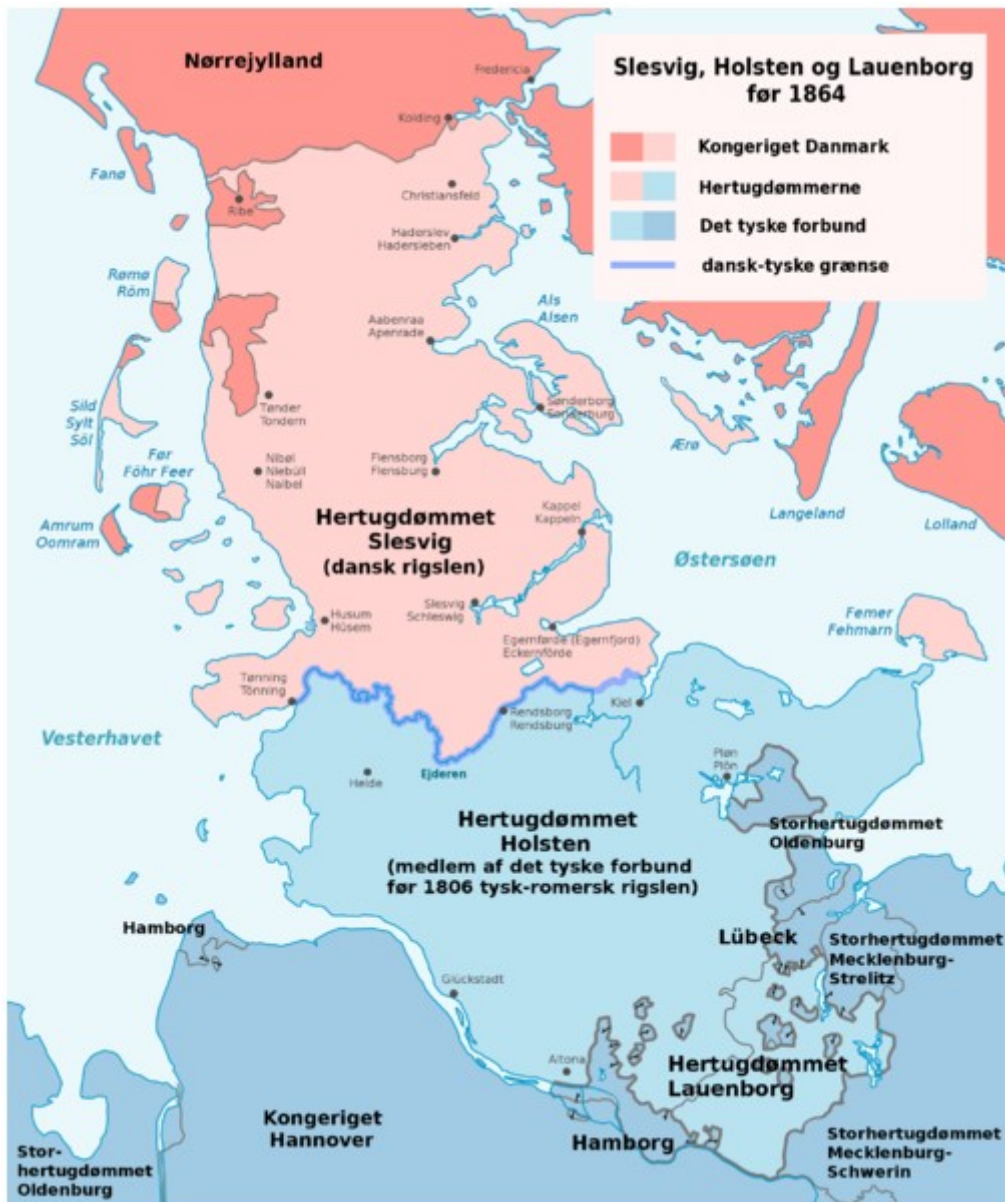 Nørrejylland
Fredericia
Slesvig, Holsten og Lauenborg
før 1864
Kongeriget Danmark
Hertugdømmerne
Det tyske forbund
dansk-tyske grænse
Kolding
Fanø
Ribe
Christiansfeld
Haderslev
Hadersleben
Rømø
Röm
Als
Alsen
Aabenraa
Apenrade
Tønder
Tondern
Sønderborg
Sonderburg
Ærø
Sild
Sylt
Söl
Før
Föhr Feer
Nibøl
Niebüll
Naibel
Flensborg
Flensburg
Kappel
Kappeln
Langeland
Lolland
Amrum
Oomram
Hertugdømmet
Slesvig
(dansk rigslen)
Østersøen
Slesvig
Schleswig
Husum
Hüsem
Femer
Fehmarn
Egernførde (Egernfjord)
Eckernförde
Tønning
Tönning
Rendsborg
Rendsburg
Kiel
Vesterhavet
Heide
Ejderen
Pløn
Plön
Hertugdømmet
Holsten
(medlem af det tyske forbund
før 1806 tysk-romersk rigslen)
Storhertugdømmet
Oldenburg
Hamborg
Lübeck
Storhertugdømmet
Mecklenburg-
Strelitz
Glückstadt
Altona
Hertugdømmet
Lauenborg
Kongeriget
Hannover
Hamborg
Storhertugdømmet
Mecklenburg-
Schwerin
Stor-
hertugdømmet
Oldenburg